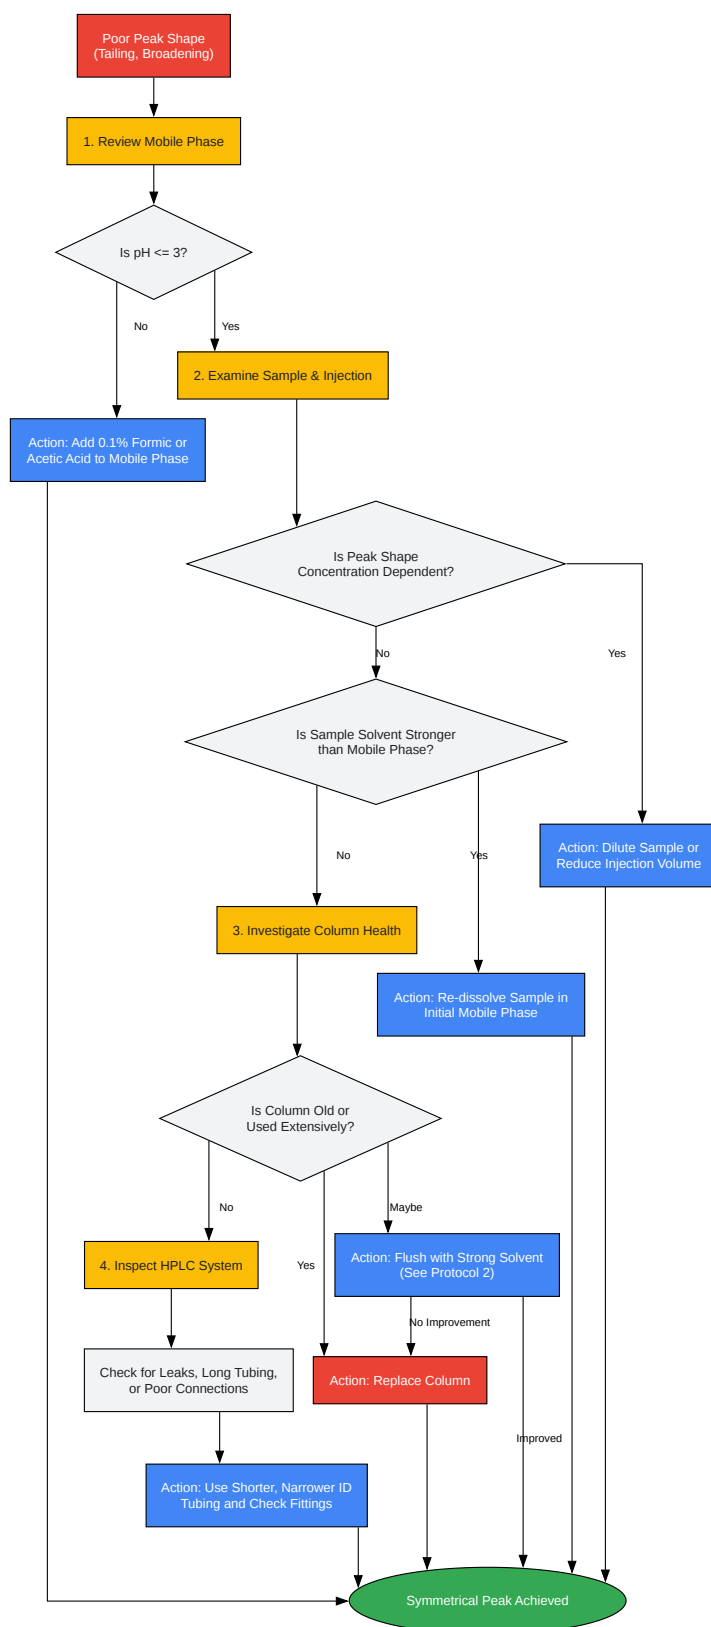 Poor Peak Shape
(Tailing, Broadening)
1. Review Mobile Phase
Is pH <= 3?
No
Yes
2. Examine Sample & Injection
Action: Add 0.1% Formic or
Acetic Acid to Mobile Phase
Is Peak Shape
Concentration Dependent?
No
Yes
Is Sample Solvent Stronger
than Mobile Phase?
No
Yes
Action: Dilute Sample or
Reduce Injection Volume
3. Investigate Column Health
Action: Re-dissolve Sample in
Initial Mobile Phase
Is Column Old or
Used Extensively?
No
Maybe
Yes
4. Inspect HPLC System
Action: Flush with Strong Solvent
(See Protocol 2)
No Improvement
Check for Leaks, Long Tubing,
or Poor Connections
Action: Replace Column
Improved
Action: Use Shorter, Narrower ID
Tubing and Check Fittings
Symmetrical Peak Achieved